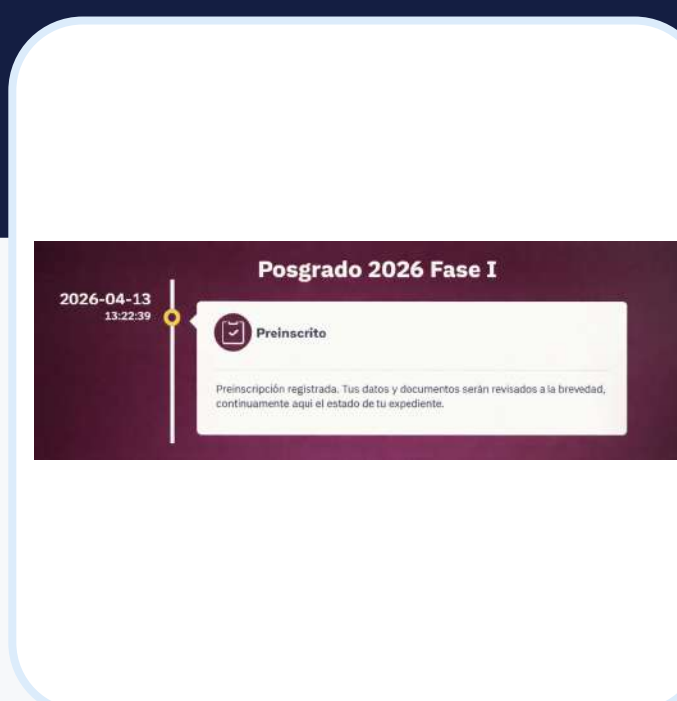 Posgrado 2026 Fase I
2026-04-13
13:22:39
Preinscrito
Preinscripción registrada. Tus datos y documentos serán revisados a la brevedad,
continuamente aquí el estado de tu expediente.